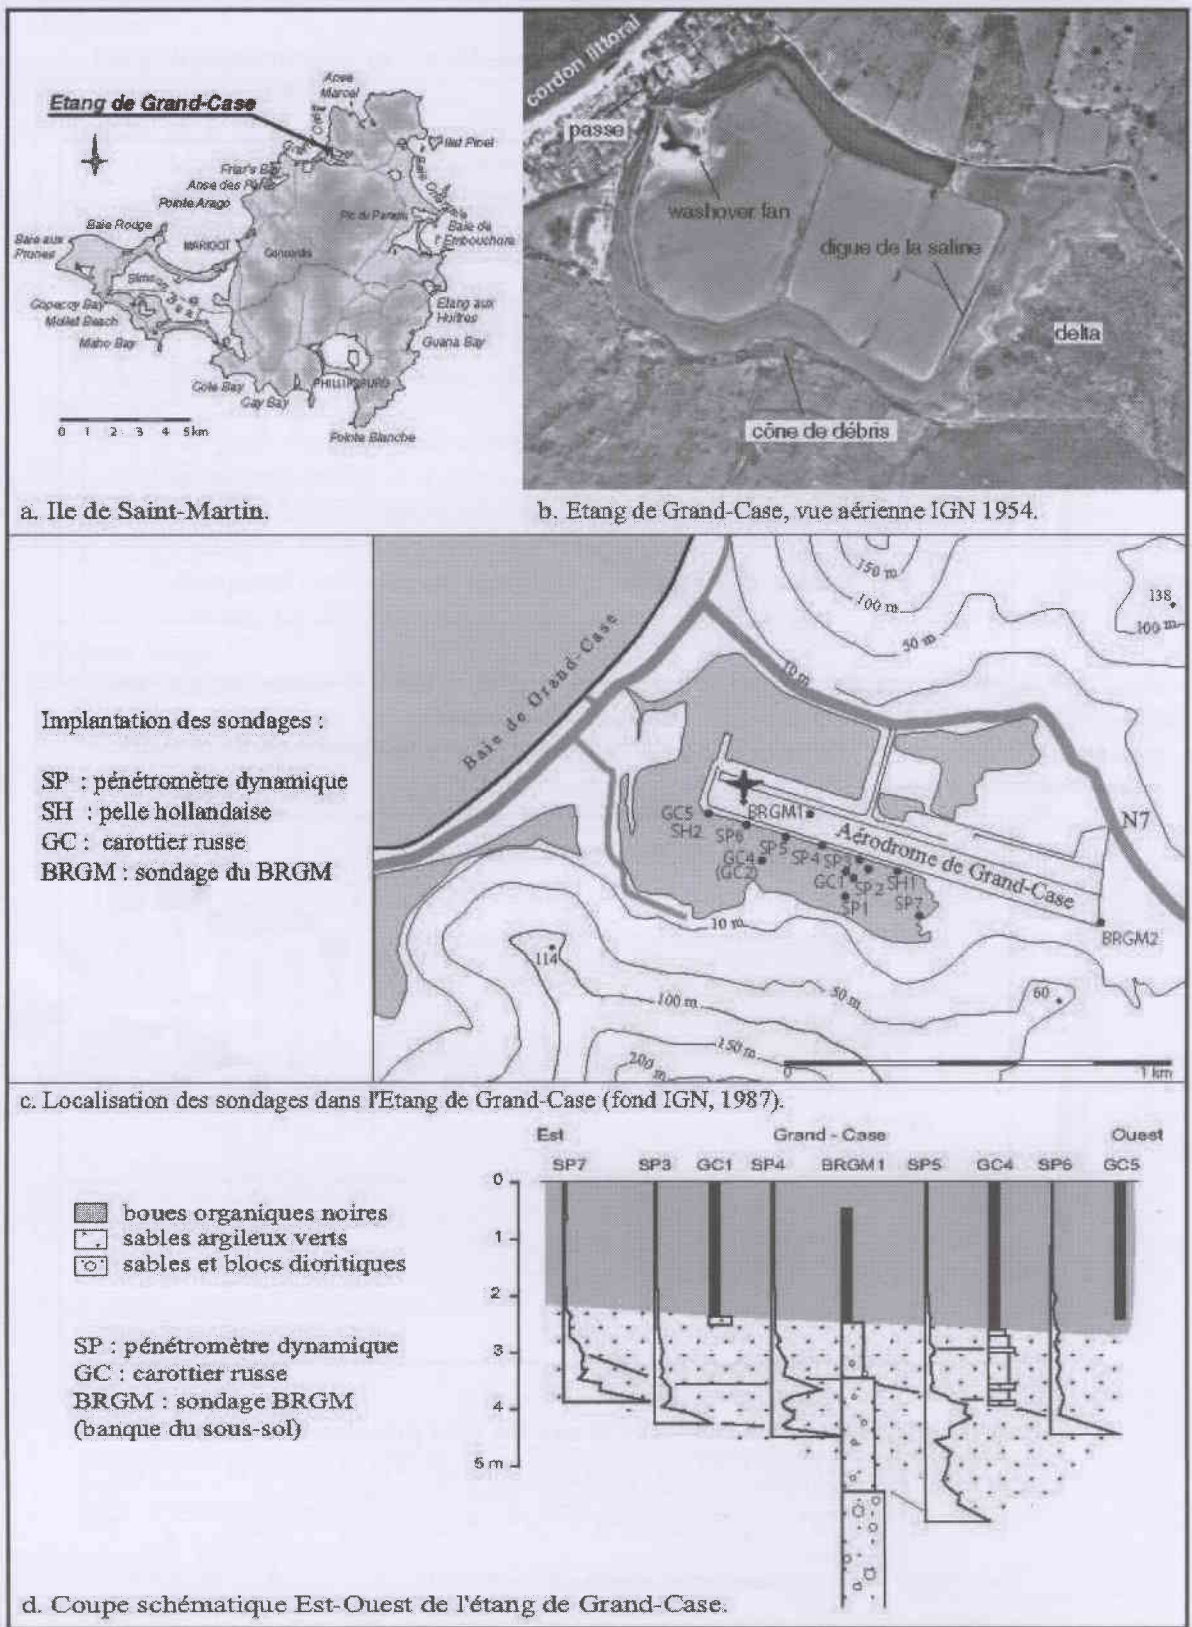 Etang de Grand-Case
Anse
Marcel
Ilet Pinel
Friar's Bay
Anse des Pères
Pointe Arago
Pic du Paradis
Baie Rouge
Baie aux
Prunes
MARIGOT
Concordia
Baie de
l'Embouchure
Cupecoy Bay
Mullet Beach
Maho Bay
Etang aux
Huîtres
Guana Bay
Cole Bay
Cay Bay
PHILLIPSBURG
Pointe Blanche
0 1 2 3 4 5 km
a. Ile de Saint-Martin.
cordon littoral
passe
washover fan
digue de la saline
delta
cône de débris
b. Etang de Grand-Case, vue aérienne IGN 1954.
Implantation des sondages :
SP : pénétromètre dynamique
SH : pelle hollandaise
GC : carottier russe
BRGM : sondage du BRGM
Baie de Grand-Case
150 m
100 m
50 m
10 m
138
100 m
N7
GC5
SH2
SP6
BRGM1
SP5
GC4
(GC2)
SP4
SP3
GC1
SP2
SH1
SP1
SP7
Aérodrome de Grand-Case
BRGM2
10 m
114
100 m
50 m
60
150 m
200 m
0 1 km
c. Localisation des sondages dans l'Etang de Grand-Case (fond IGN, 1987).
Est Grand - Case Ouest
SP7 SP3 GC1 SP4 BRGM1 SP5 GC4 SP6 GC5
0
1
2
3
4
5 m
boues organiques noires
sables argileux verts
sables et blocs dioritiques
SP : pénétromètre dynamique
GC : carottier russe
BRGM : sondage BRGM
(banque du sous-sol)
d. Coupe schématique Est-Ouest de l'étang de Grand-Case.